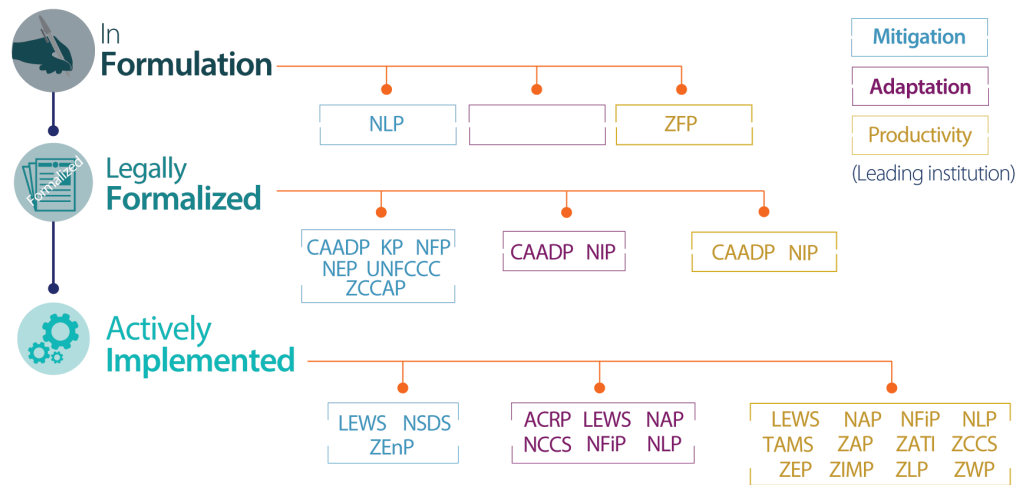 In
Formulation
Mitigation
Adaptation
Productivity
(Leading institution)
NLP
ZFP
Formalized
Legally
Formalized
CAADP KP NFP
NEP UNFCCC
ZCCAP
CAADP NIP
CAADP NIP
Actively
Implemented
LEWS NSDS
ZEnP
ACRP LEWS NAP
NCCS NFiP NLP
LEWS NAP NFiP NLP
TAMS ZAP ZATI ZCCS
ZEP ZIMP ZLP ZWP